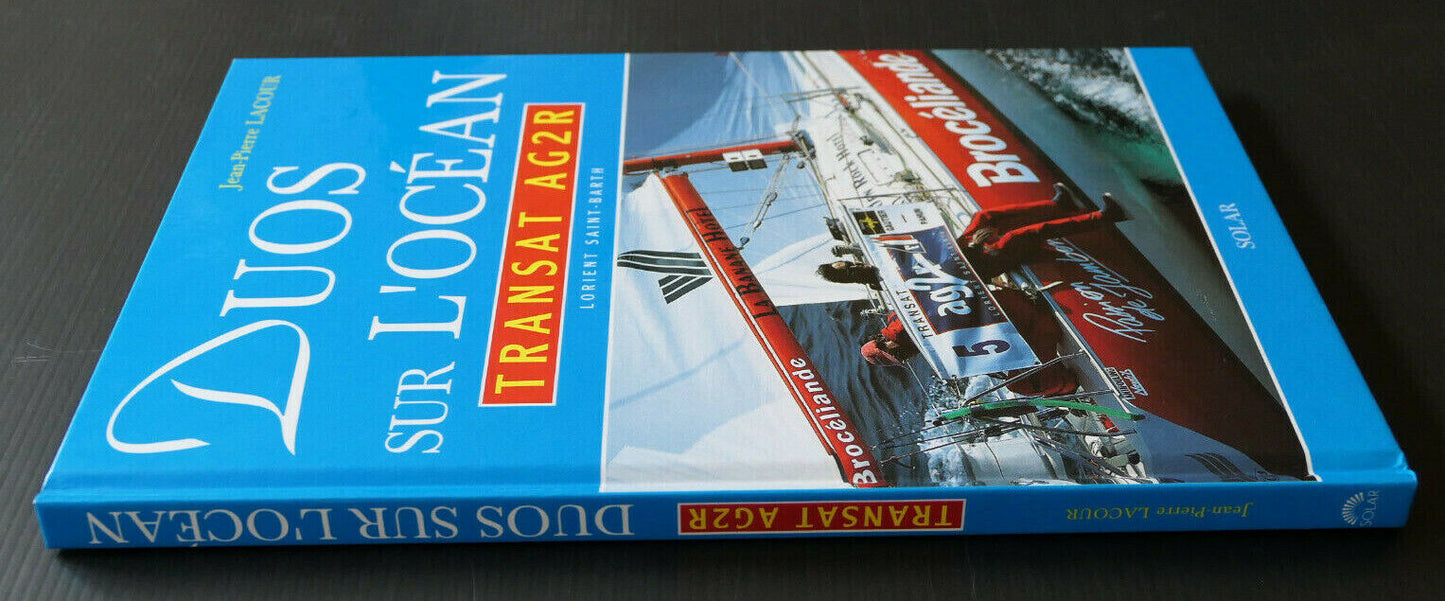 Jean-Pierre LACOUR
DUOS
SUR L'OCÉAN
TRANSAT AG2R
LORIENT SAINT-BARTH
Brocéliande
LA BANANE HOTEL
Brocéliande
TRANSAT
ag2r
5
SOLAR
DUOS SUR L'OCÉAN
TRANSAT AG2R
Jean-Pierre LACOUR
SOLAR